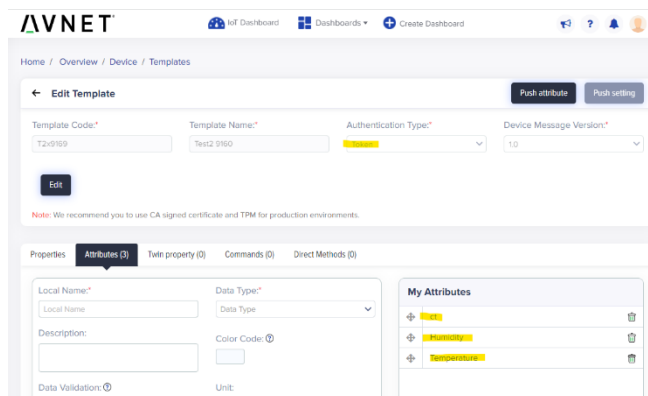 AVNET
IoT Dashboard
Dashboards
Create Dashboard
?
Home / Overview / Device / Templates
← Edit Template
Push attribute
Push setting
Template Code:*
Template Name:*
Authentication Type:*
Device Message Version:*
T2x9169
Test2 9160
Token
1.0
Edit
Note: We recommend you to use CA signed certificate and TPM for production environments.
Properties
Attributes (3)
Twin property (0)
Commands (0)
Direct Methods (0)
Local Name:*
Data Type:*
My Attributes
Local Name
Data Type
ct
Description:
Color Code: ?
Humidity
Temperature
Data Validation: ?
Unit: